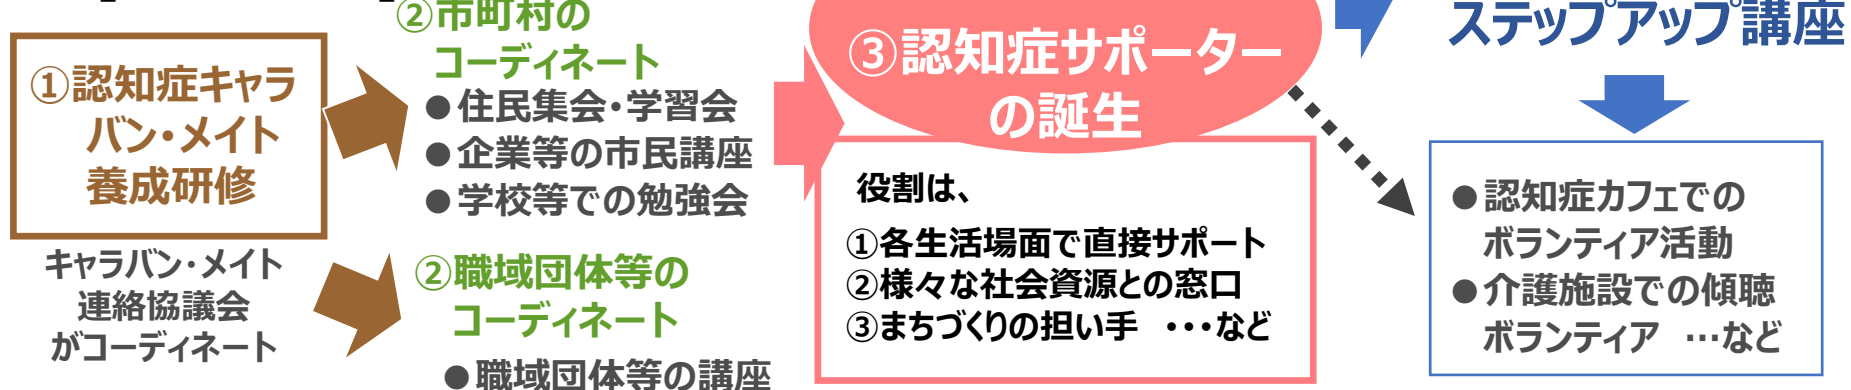 ①認知症キャラ
バン・メイト
養成研修
キャラバン・メイト
連絡協議会
がコーディネート
②市町村の
コーディネート
●住民集会・学習会
●企業等の市民講座
●学校等での勉強会
②職域団体等の
コーディネート
●職域団体等の講座
③認知症サポーター
の誕生
役割は、
①各生活場面で直接サポート
②様々な社会資源との窓口
③まちづくりの担い手 ・・・など
ステップアップ講座
●認知症カフェでの
ボランティア活動
●介護施設での傾聴
ボランティア …など